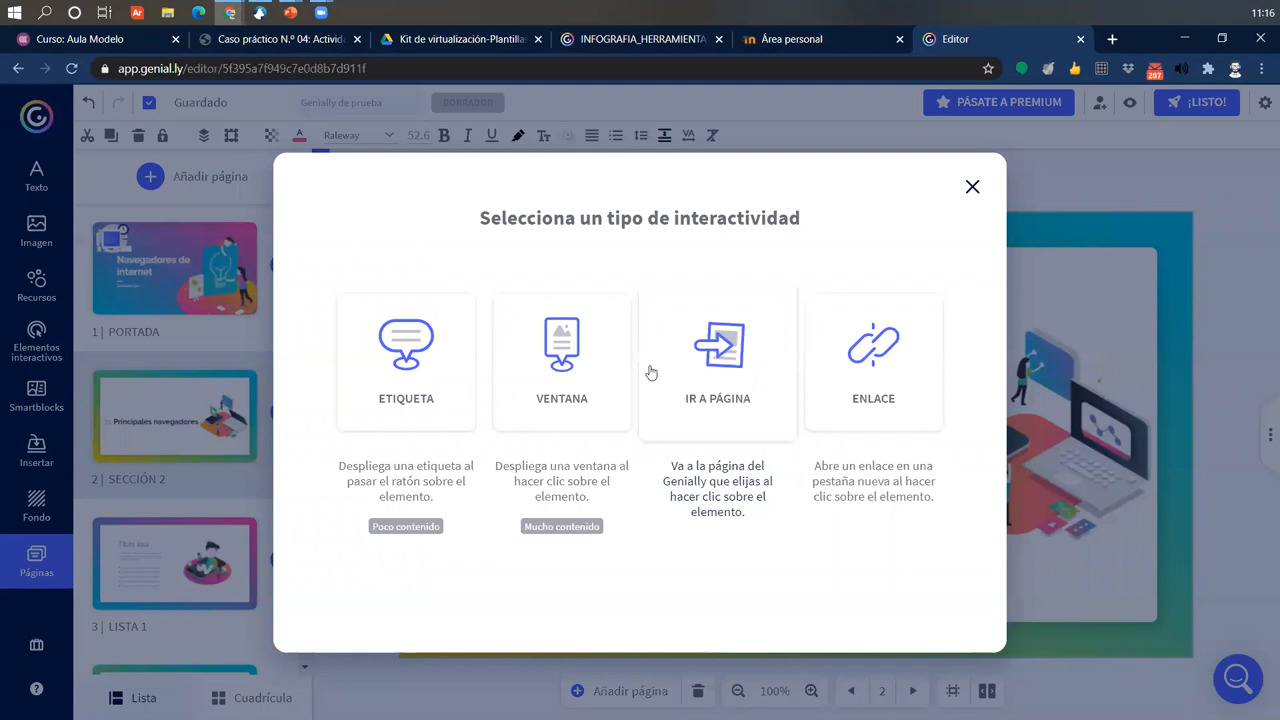 11:16
Curso: Aula Modelo
Caso práctico N.º 04: Activida
Kit de virtualización-Plantillas
INFOGRAFIA_HERRAMIENTA
Área personal
Editor
app.genial.ly/editor/5f395a7f949c7e0d8b7d911f
207
Guardado
Genially de prueba
BORRADOR
PÁSATE A PREMIUM
¡LISTO!
Raleway
52.6
Texto
Imagen
Recursos
Elementos
interactivos
Smartblocks
Insertar
Fondo
Páginas
Añadir página
Navegadores de
internet
1 | PORTADA
Principales navegadores
2 | SECCIÓN 2
3 | LISTA 1
Lista
Cuadrícula
Selecciona un tipo de interactividad
ETIQUETA
Despliega una etiqueta al
pasar el ratón sobre el
elemento.
Poco contenido
VENTANA
Despliega una ventana al
hacer clic sobre el
elemento.
Mucho contenido
IR A PÁGINA
Va a la página del
Genially que elijas al
hacer clic sobre el
elemento.
ENLACE
Abre un enlace en una
pestaña nueva al hacer
clic sobre el elemento.
Añadir página
100%
2